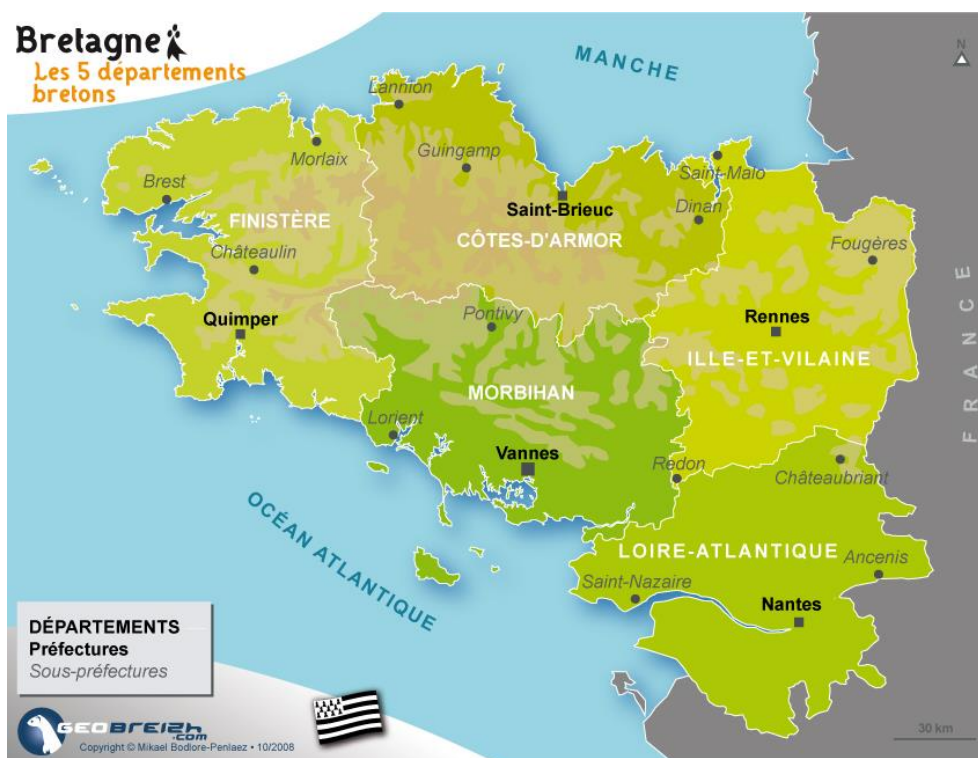 Bretagne
Les 5 départements
bretons
MANCHE
N
Lannion
Morlaix
Guingamp
Saint-Malo
Brest
Saint-Brieuc
Dinan
FINISTÈRE
CÔTES-D'ARMOR
Fougères
Châteaulin
Quimper
Pontivy
Rennes
ILLE-ET-VILAINE
FRANCE
MORBIHAN
Lorient
Vannes
Redon
Châteaubriant
OCÉAN ATLANTIQUE
LOIRE-ATLANTIQUE
Ancenis
Saint-Nazaire
Nantes
DÉPARTEMENTS
Préfectures
Sous-préfectures
GEOBREIZH
.com
Copyright © Mikael Bodlore-Penlaez • 10/2008
30 km